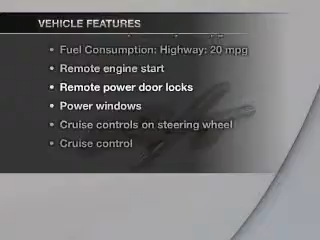 VEHICLE FEATURES
• Fuel Consumption: Highway: 20 mpg
• Remote engine start
• Remote power door locks
• Power windows
• Cruise controls on steering wheel
• Cruise control